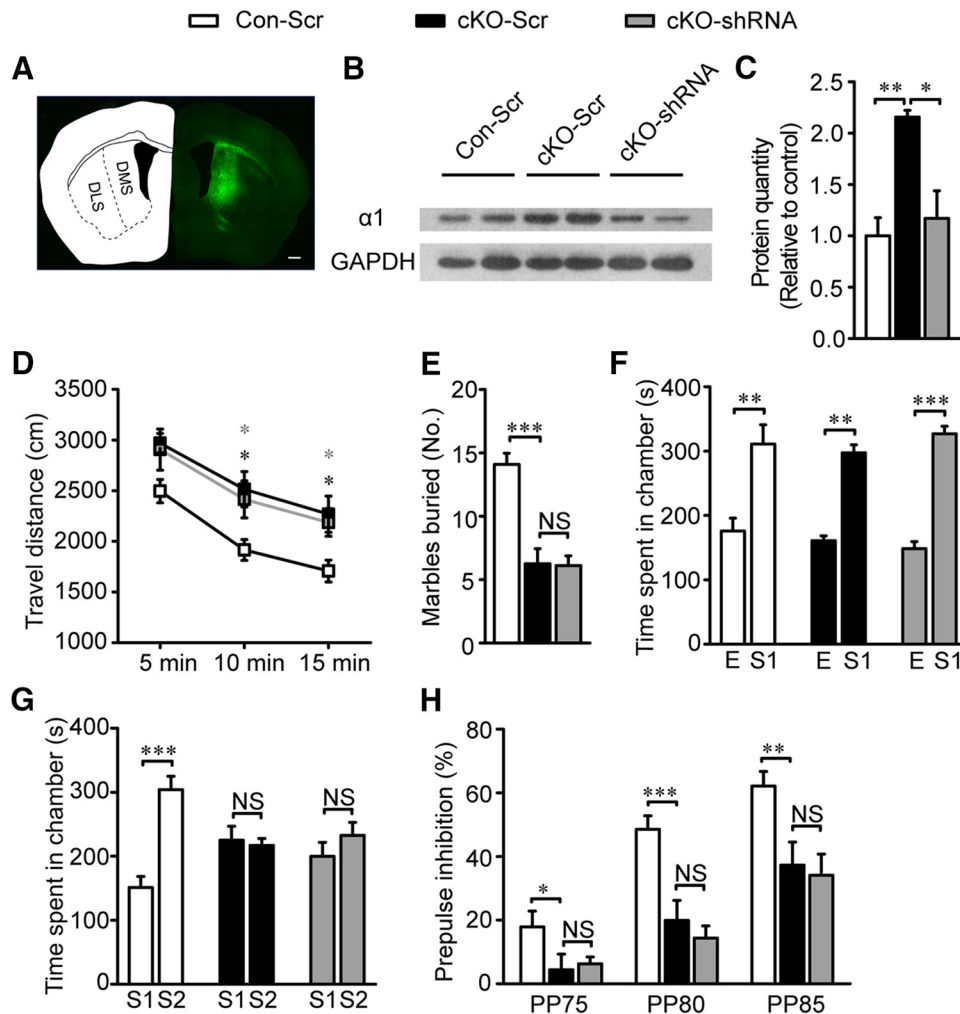 Con-Scr cKO-Scr cKO-shRNA
A
DLS
DMS
B
Con-Scr
cKO-Scr
cKO-shRNA
α1
GAPDH
C
Protein quantity
(Relative to control)
2.5
2.0
1.5
1.0
0.5
0.0
** *
D
Travel distance (cm)
3500
3000
2500
2000
1500
1000
* *
* *
5 min 10 min 15 min
E
Marbles buried (No.)
20
15
10
5
0
***
NS
F
Time spent in chamber (s)
400
300
200
100
0
** ** ***
E S1 E S1 E S1
G
Time spent in chamber (s)
400
300
200
100
0
*** NS NS
S1 S2 S1 S2 S1 S2
H
Prepulse inhibition (%)
80
60
40
20
0
* NS
*** NS
** NS
PP75 PP80 PP85